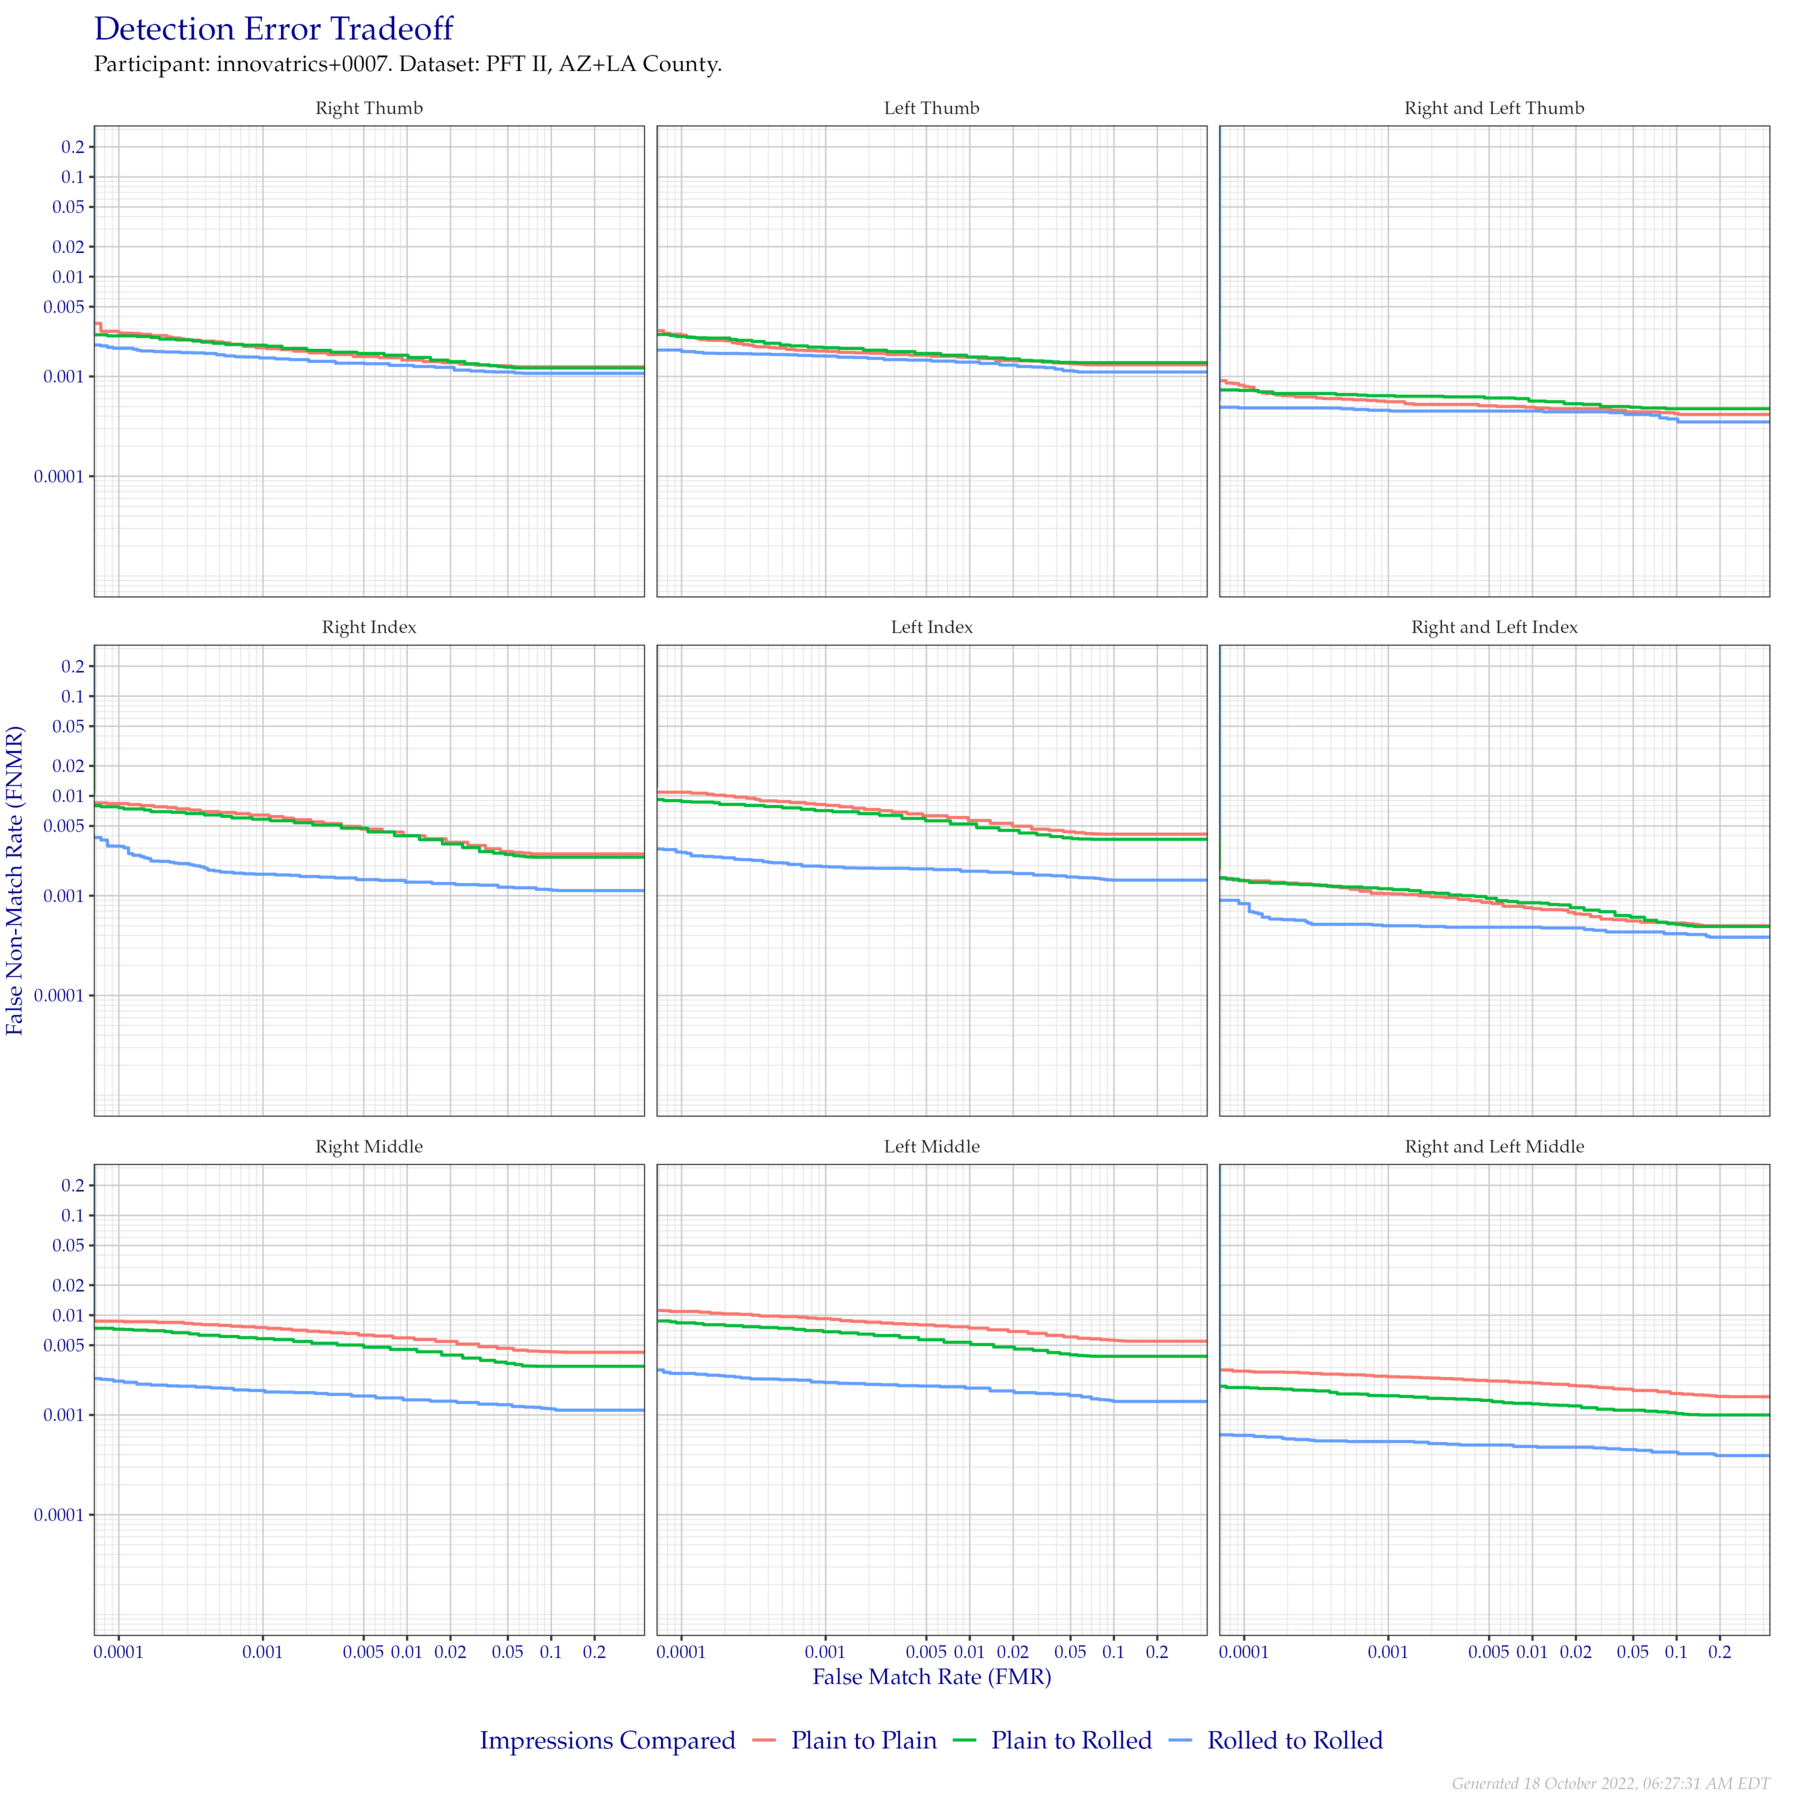 Detection Error Tradeoff
Participant: innovatrics+0007. Dataset: PFT II, AZ+LA County.
Right Thumb
Left Thumb
Right and Left Thumb
0.2
0.1
0.05
0.02
0.01
0.005
0.001
0.0001
Right Index
Left Index
Right and Left Index
0.2
0.1
0.05
0.02
0.01
0.005
0.001
0.0001
False Non-Match Rate (FNMR)
Right Middle
Left Middle
Right and Left Middle
0.2
0.1
0.05
0.02
0.01
0.005
0.001
0.0001
0.0001 0.001 0.005 0.01 0.02 0.05 0.1 0.2
0.0001 0.001 0.005 0.01 0.02 0.05 0.1 0.2
0.0001 0.001 0.005 0.01 0.02 0.05 0.1 0.2
False Match Rate (FMR)
Impressions Compared Plain to Plain Plain to Rolled Rolled to Rolled
Generated 18 October 2022, 06:27:31 AM EDT